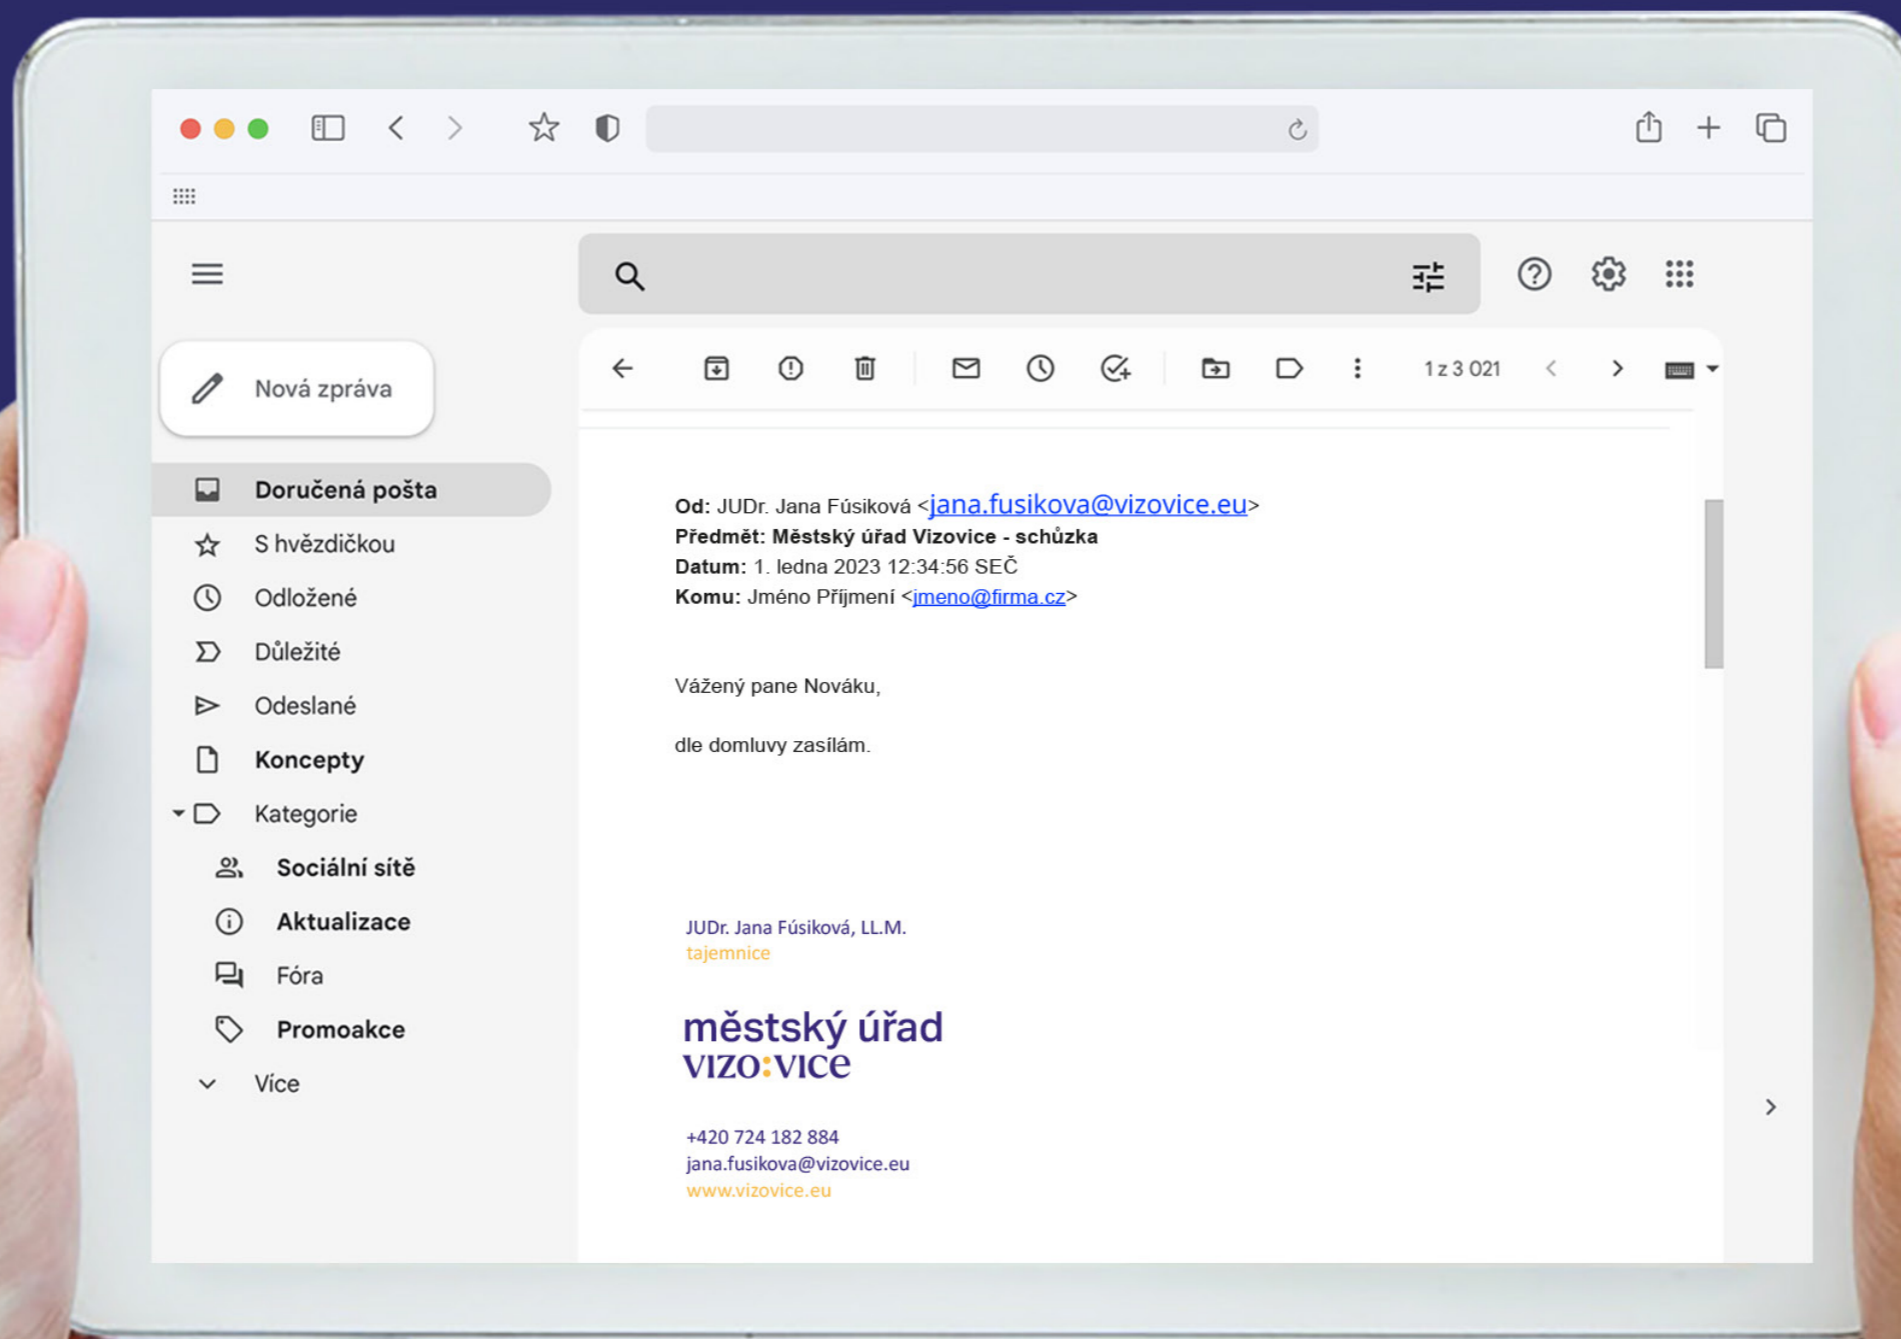 Nová zpráva
Doručená pošta
S hvězdičkou
Odložené
Důležité
Odeslané
Koncepty
Kategorie
Sociální sítě
Aktualizace
Fóra
Promoakce
Více
1 z 3 021
Od: JUDr. Jana Fúsiková <jana.fusikova@vizovice.eu>
Předmět: Městský úřad Vizovice - schůzka
Datum: 1. ledna 2023 12:34:56 SEČ
Komu: Jméno Příjmení <jmeno@firma.cz>
Vážený pane Nováku,
dle domluvy zasílám.
JUDr. Jana Fúsiková, LL.M.
tajemnice
městský úřad
vizo:vice
+420 724 182 884
jana.fusikova@vizovice.eu
www.vizovice.eu